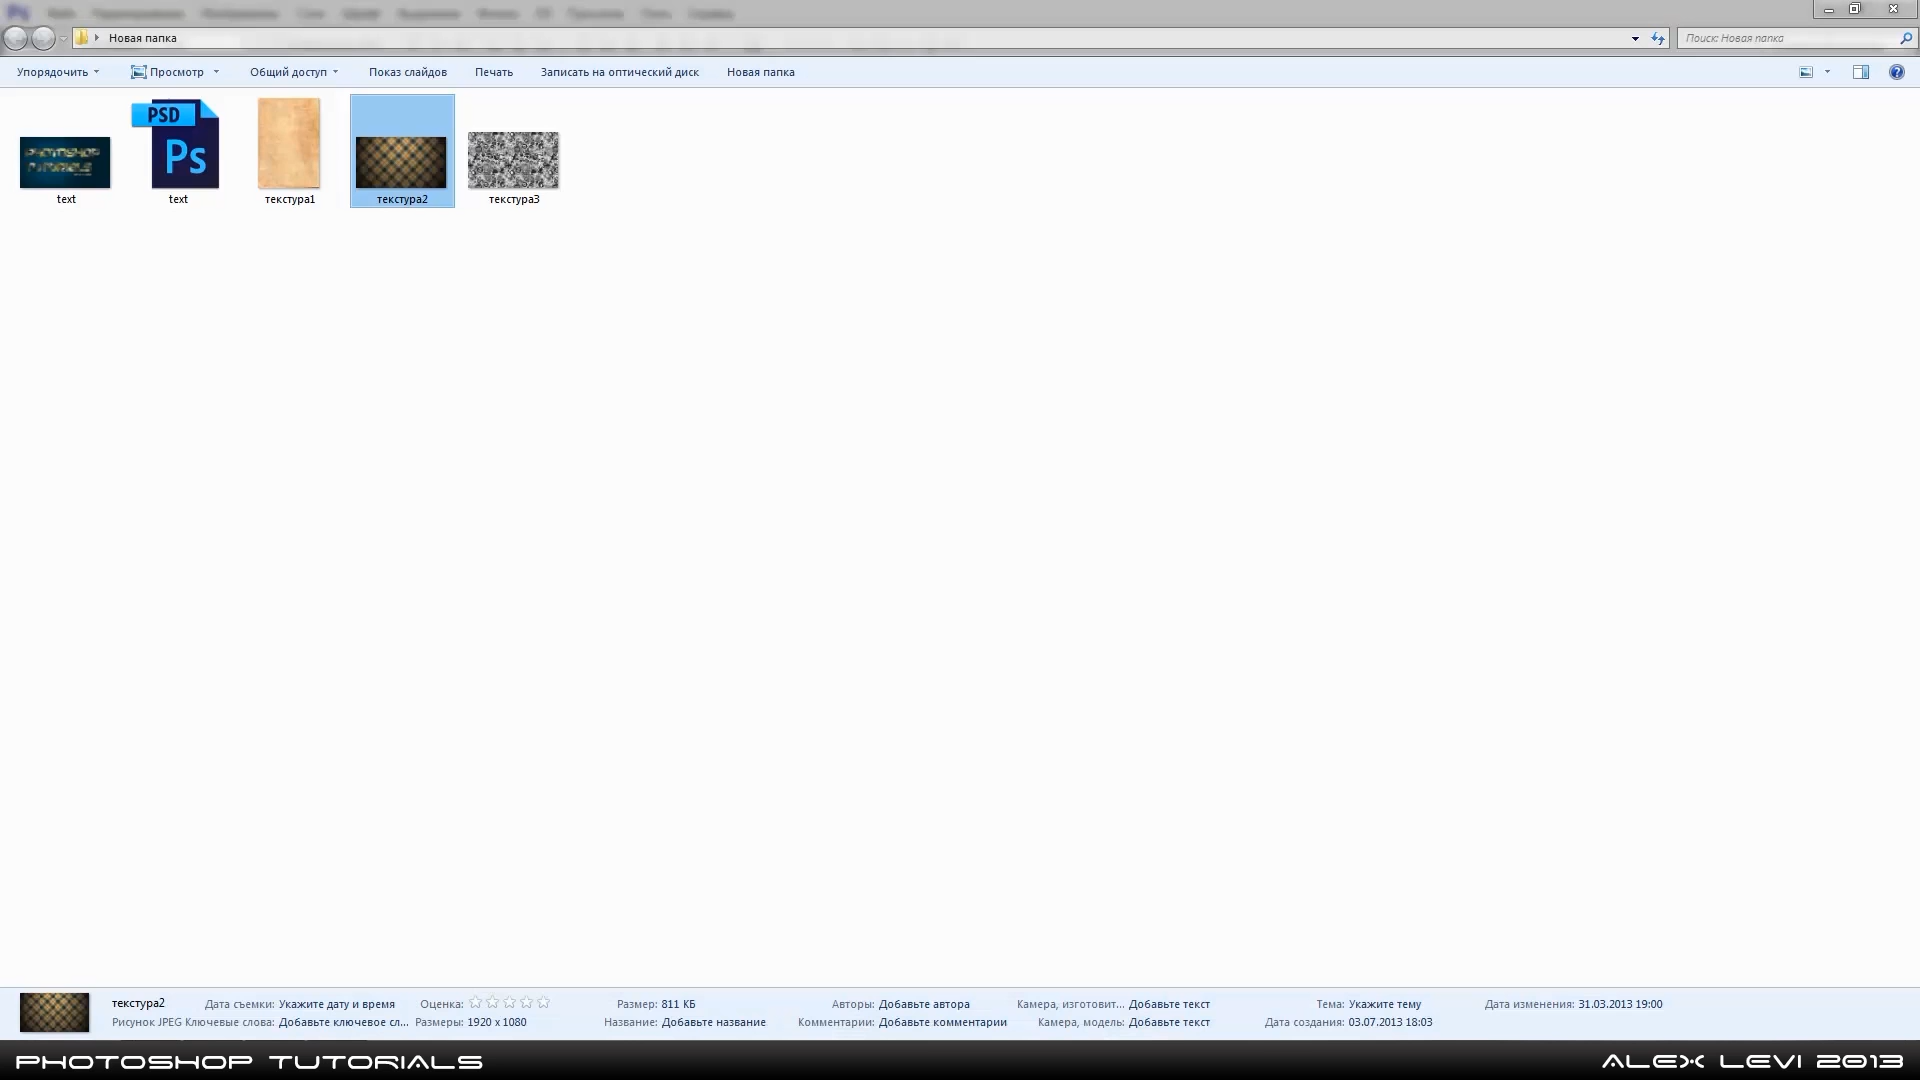 Новая папка
Поиск: Новая папка
Упорядочить Просмотр Общий доступ Показ слайдов Печать Записать на оптический диск Новая папка
PSD
Ps
PHOTOSHOP
TUTORIALS
text text текстура1 текстура2 текстура3
текстура2 Дата съемки: Укажите дату и время Оценка: Размер: 811 КБ Авторы: Добавьте автора Камера, изготовит... Добавьте текст Тема: Укажите тему Дата изменения: 31.03.2013 19:00
Рисунок JPEG Ключевые слова: Добавьте ключевое сл... Размеры: 1920 x 1080 Название: Добавьте название Комментарии: Добавьте комментарии Камера, модель: Добавьте текст Дата создания: 03.07.2013 18:03
PHOTOSHOP TUTORIALS ALEX LEVI 2013